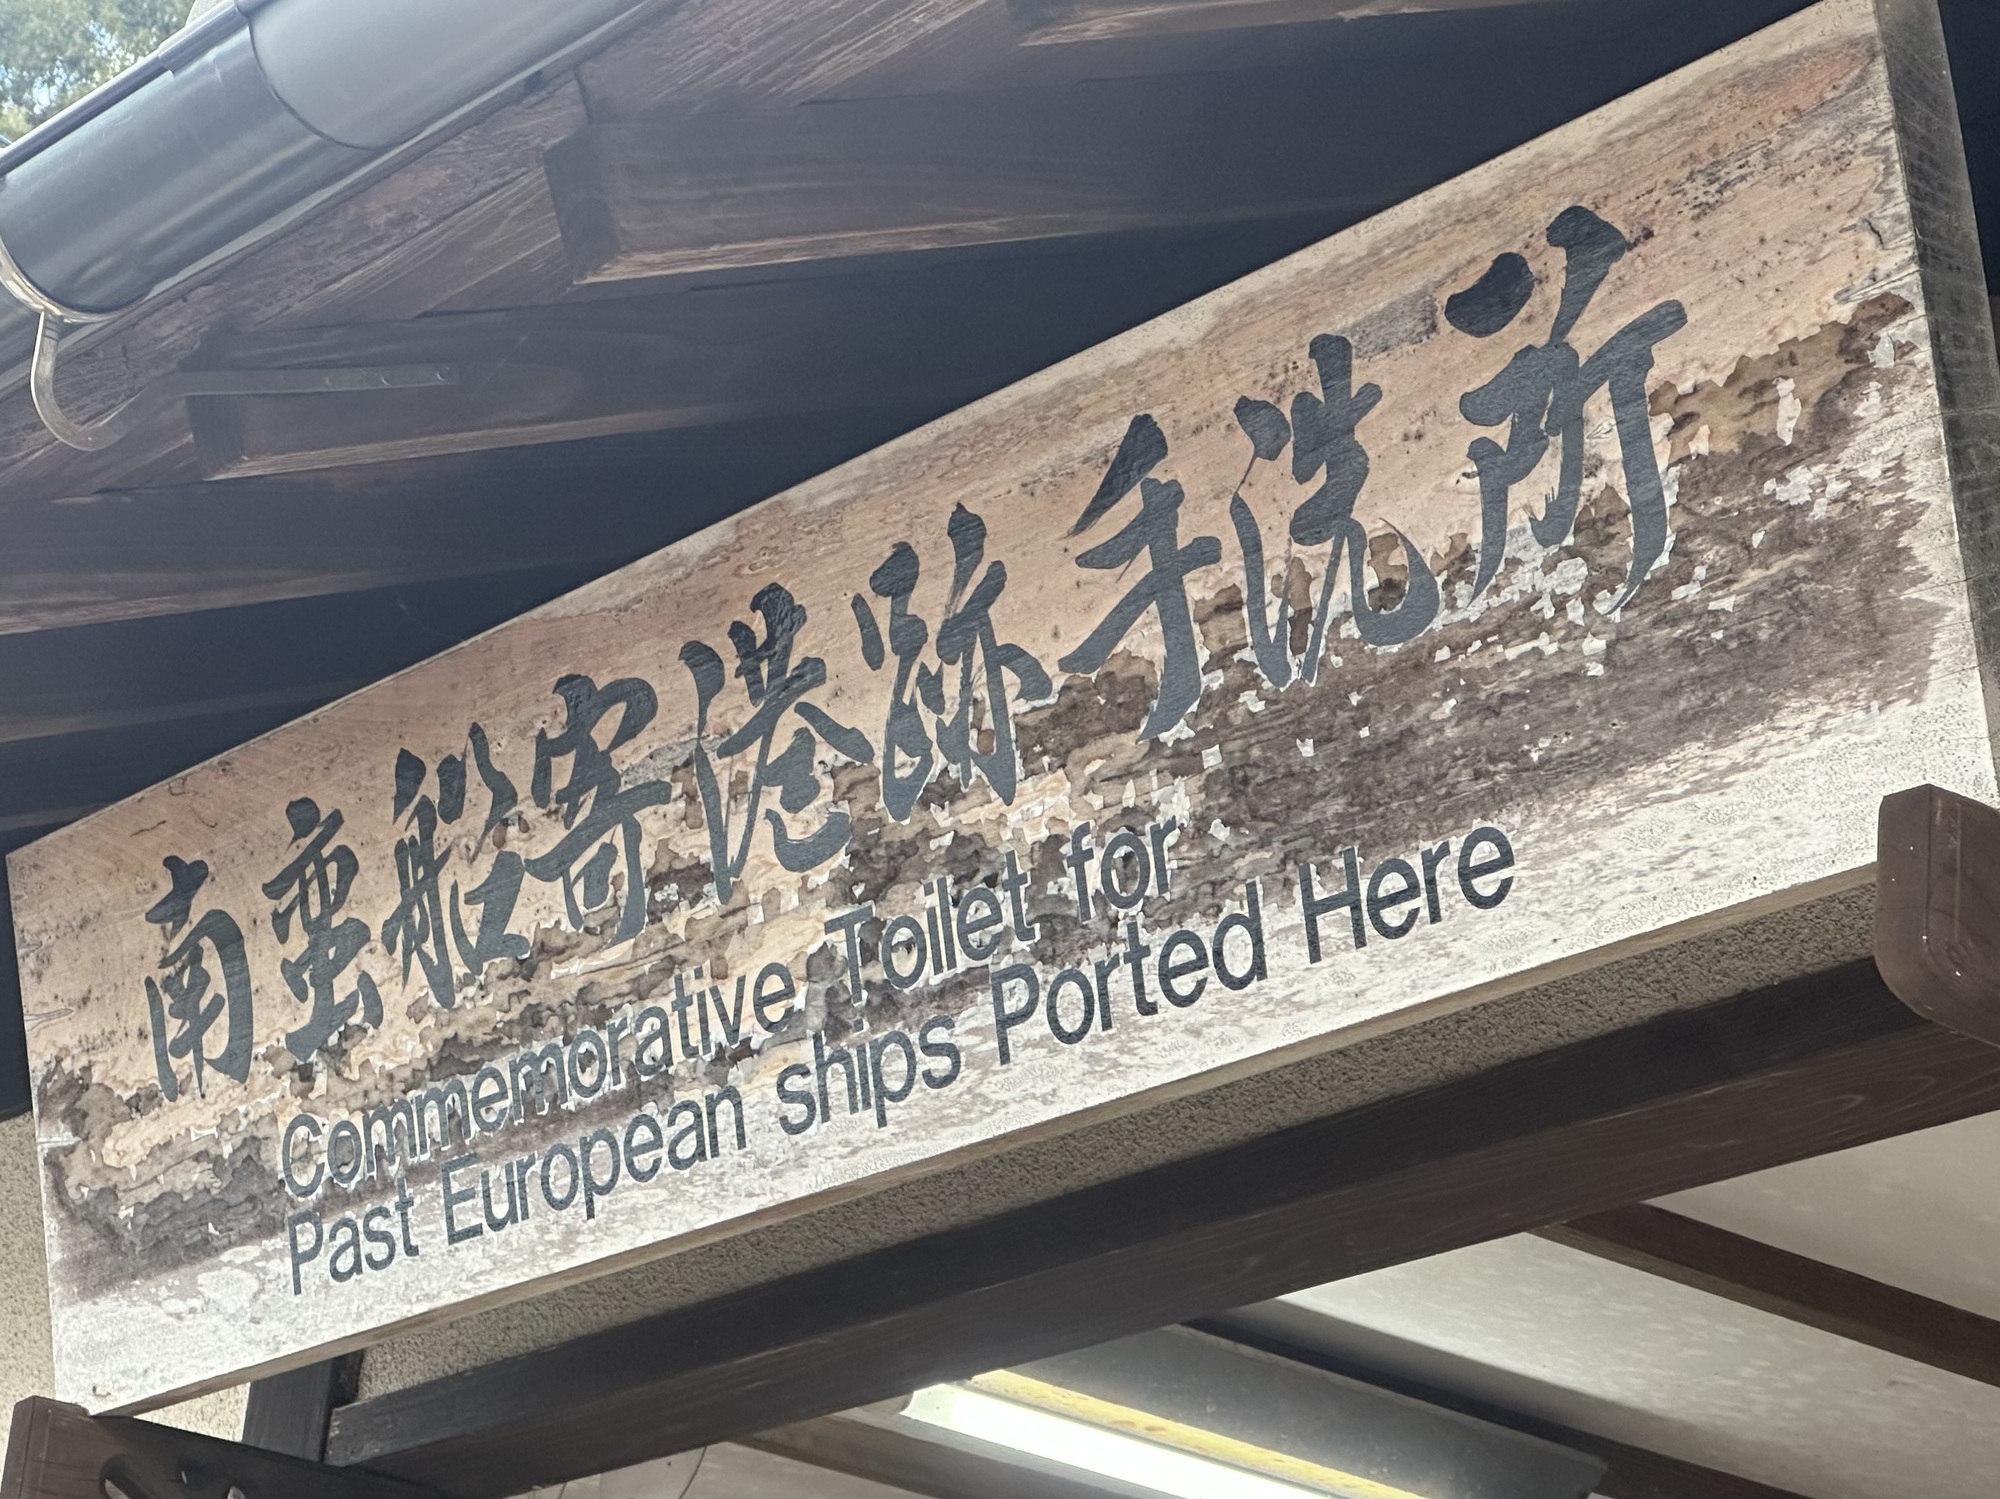 南蛮船寄港跡手洗所
Commemorative Toilet for
Past European ships Ported Here